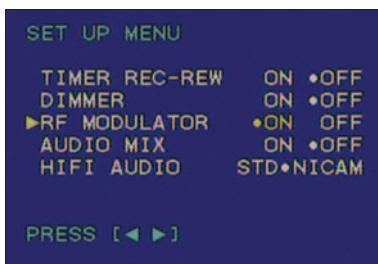 SET UP MENU
TIMER REC-REW ON •OFF
DIMMER ON •OFF
►RF MODULATOR •ON OFF
AUDIO MIX ON •OFF
HIFI AUDIO STD•NICAM
PRESS [◄ ►]